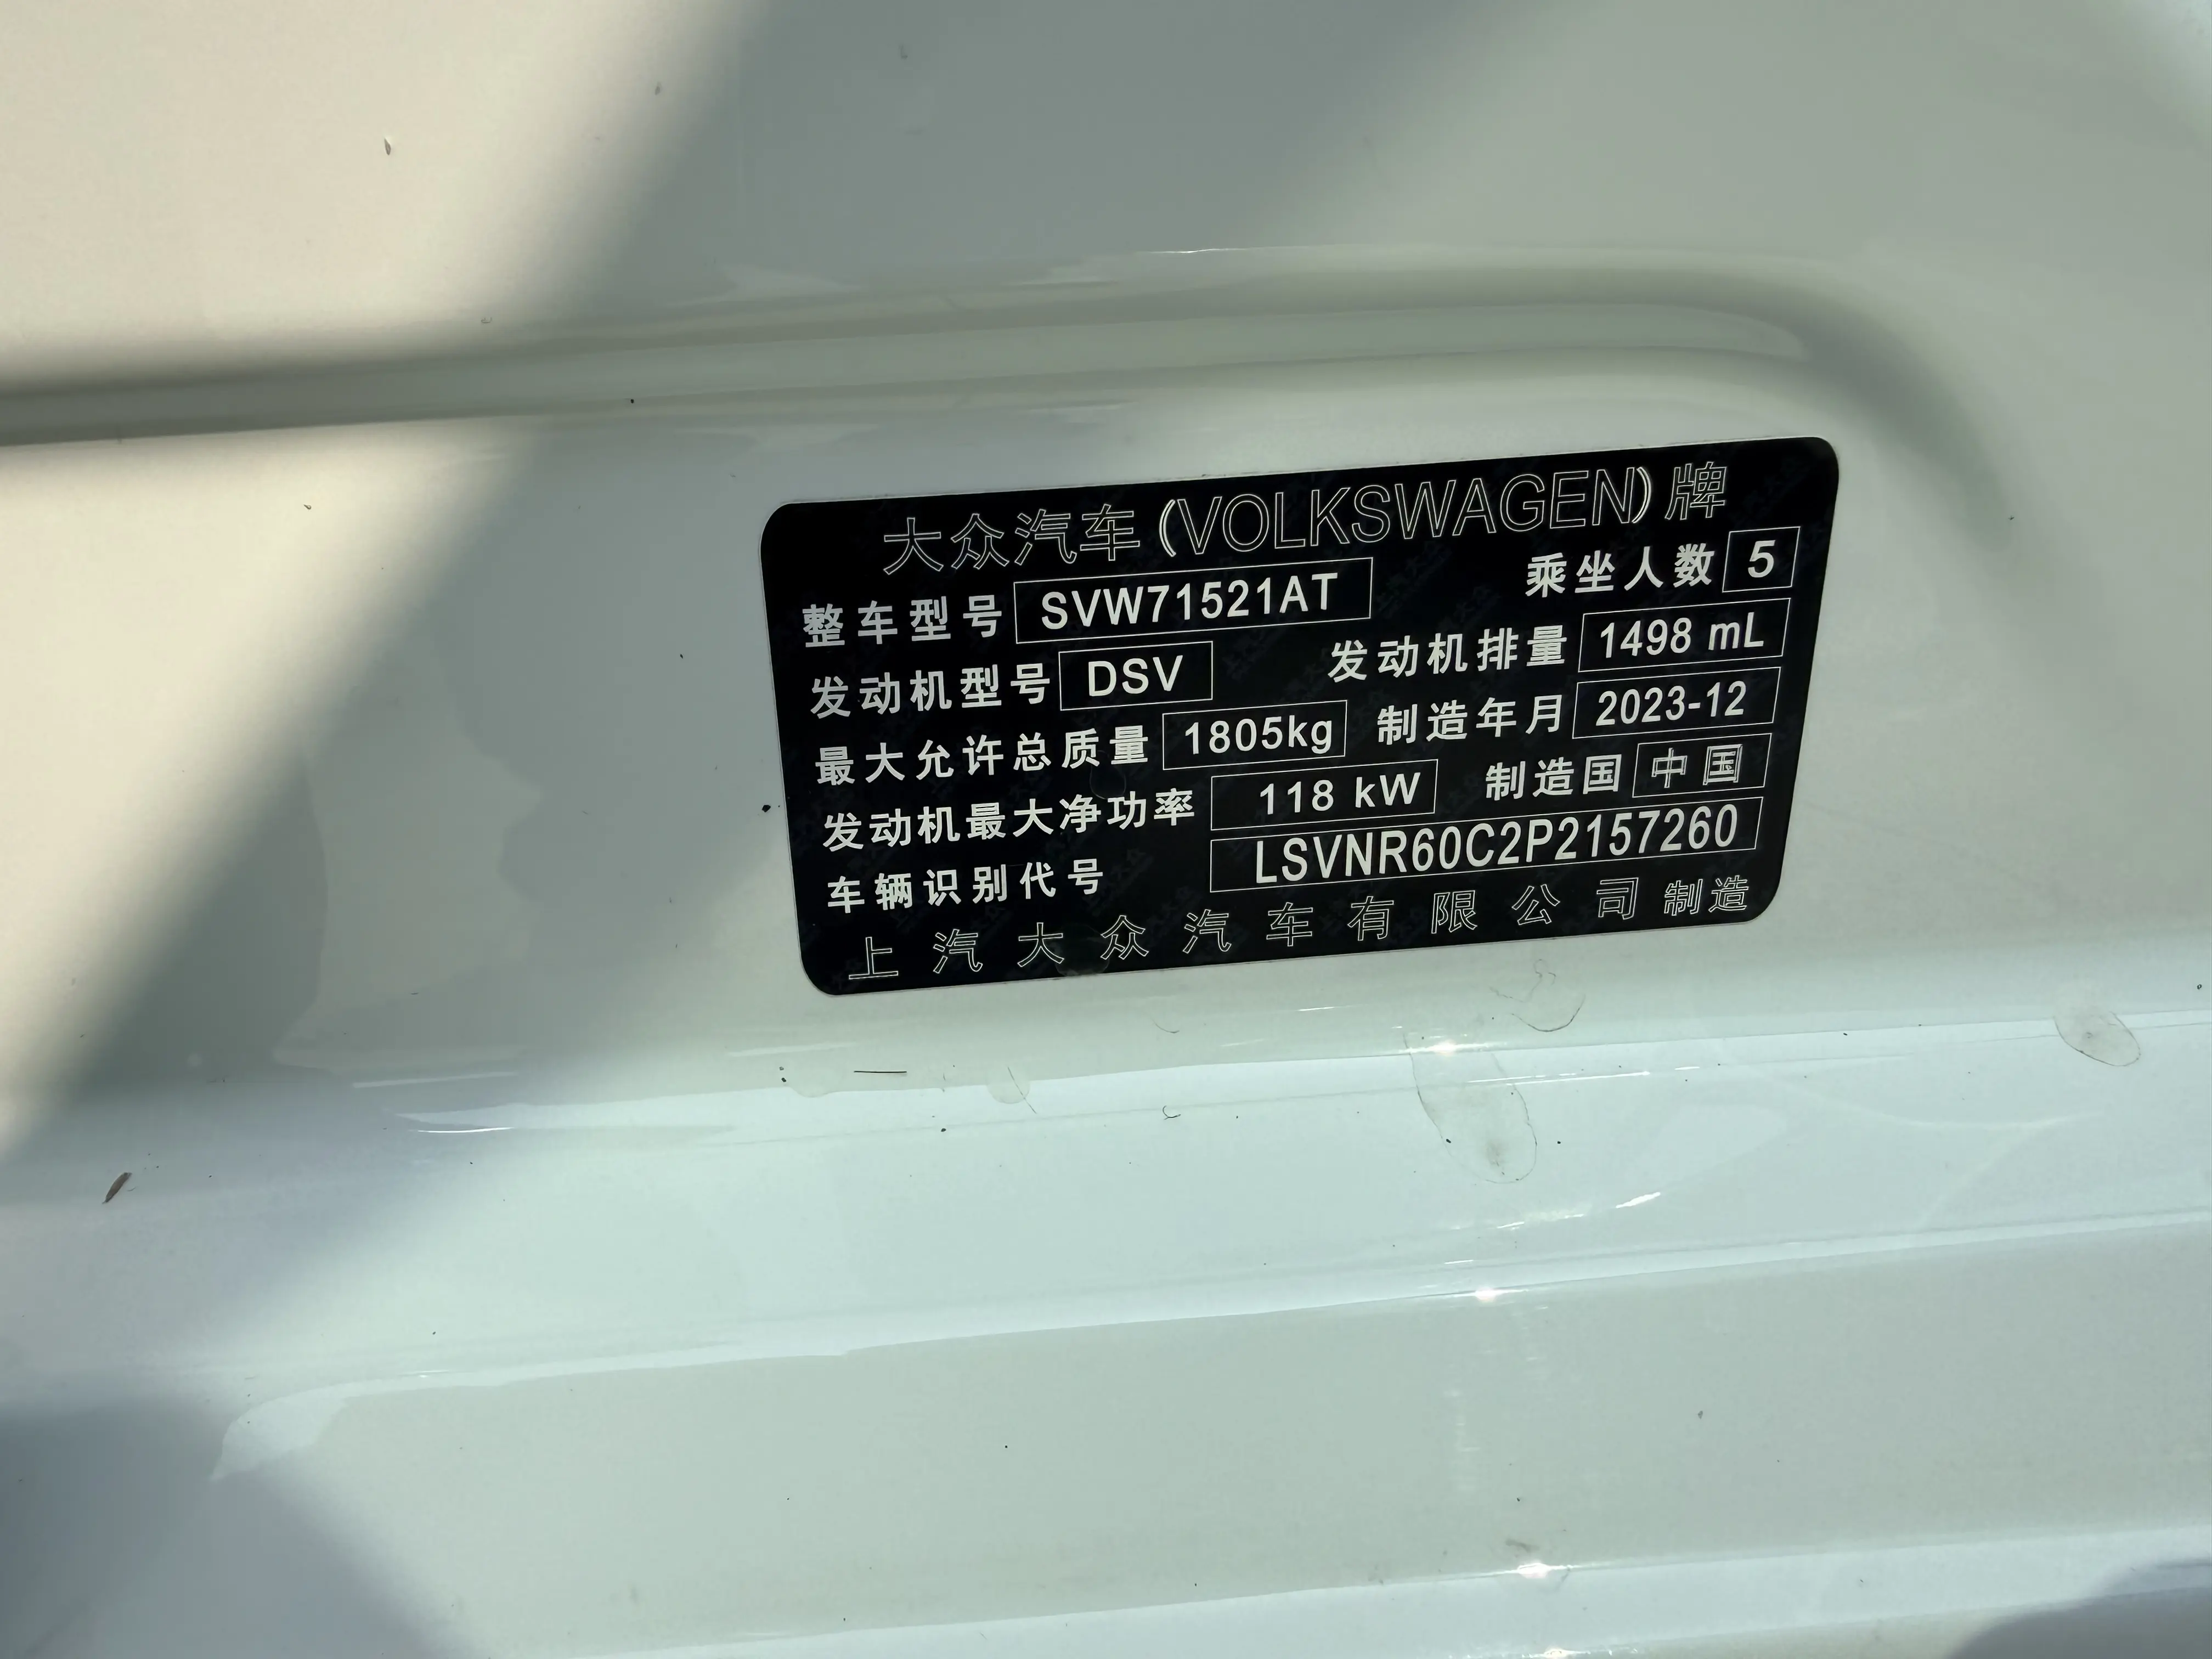 大众汽车(VOLKSWAGEN)牌
整车型号 SVW71521AT 乘坐人数 5
发动机型号 DSV 发动机排量 1498 mL
最大允许总质量 1805kg 制造年月 2023-12
发动机最大净功率 118 kW 制造国 中国
车辆识别代号 LSVNR60C2P2157260
上汽大众汽车有限公司制造